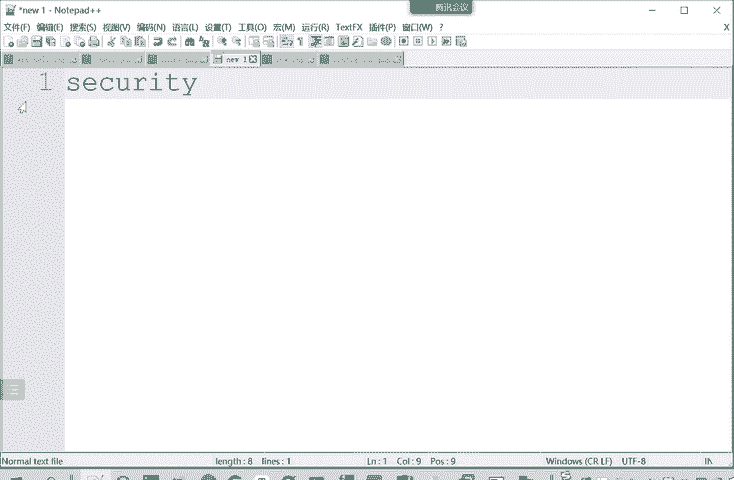 *new 1 - Notepad++
腾讯会议
文件(F) 编辑(E) 搜索(S) 视图(V) 编码(N) 语言(L) 设置(T) 工具(O) 宏(M) 运行(R) TextFX 插件(P) 窗口(W) ? X
new 1
1 security
Normal text file length : 8 lines : 1 Ln : 1 Col : 9 Pos : 9 Windows (CR LF) UTF-8 IN